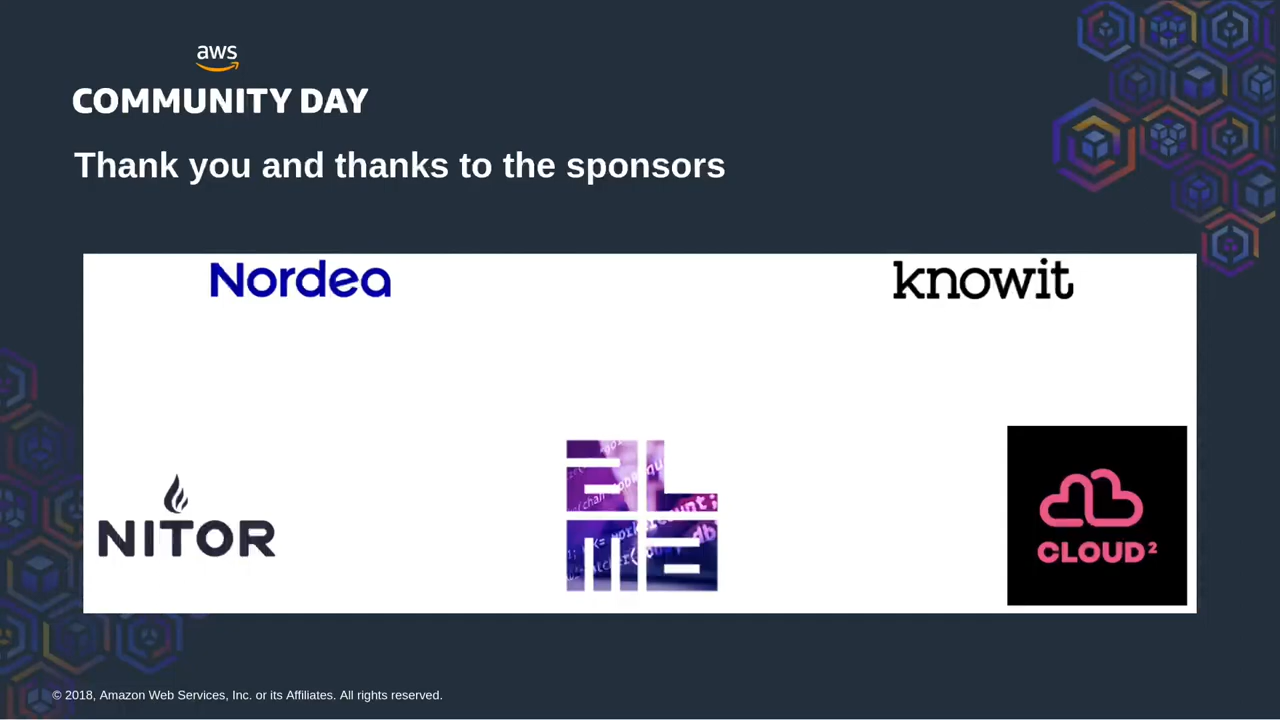 aws
COMMUNITY DAY
Thank you and thanks to the sponsors
Nordea
knowit
NITOR
ALMA
CLOUD²
© 2018, Amazon Web Services, Inc. or its Affiliates. All rights reserved.